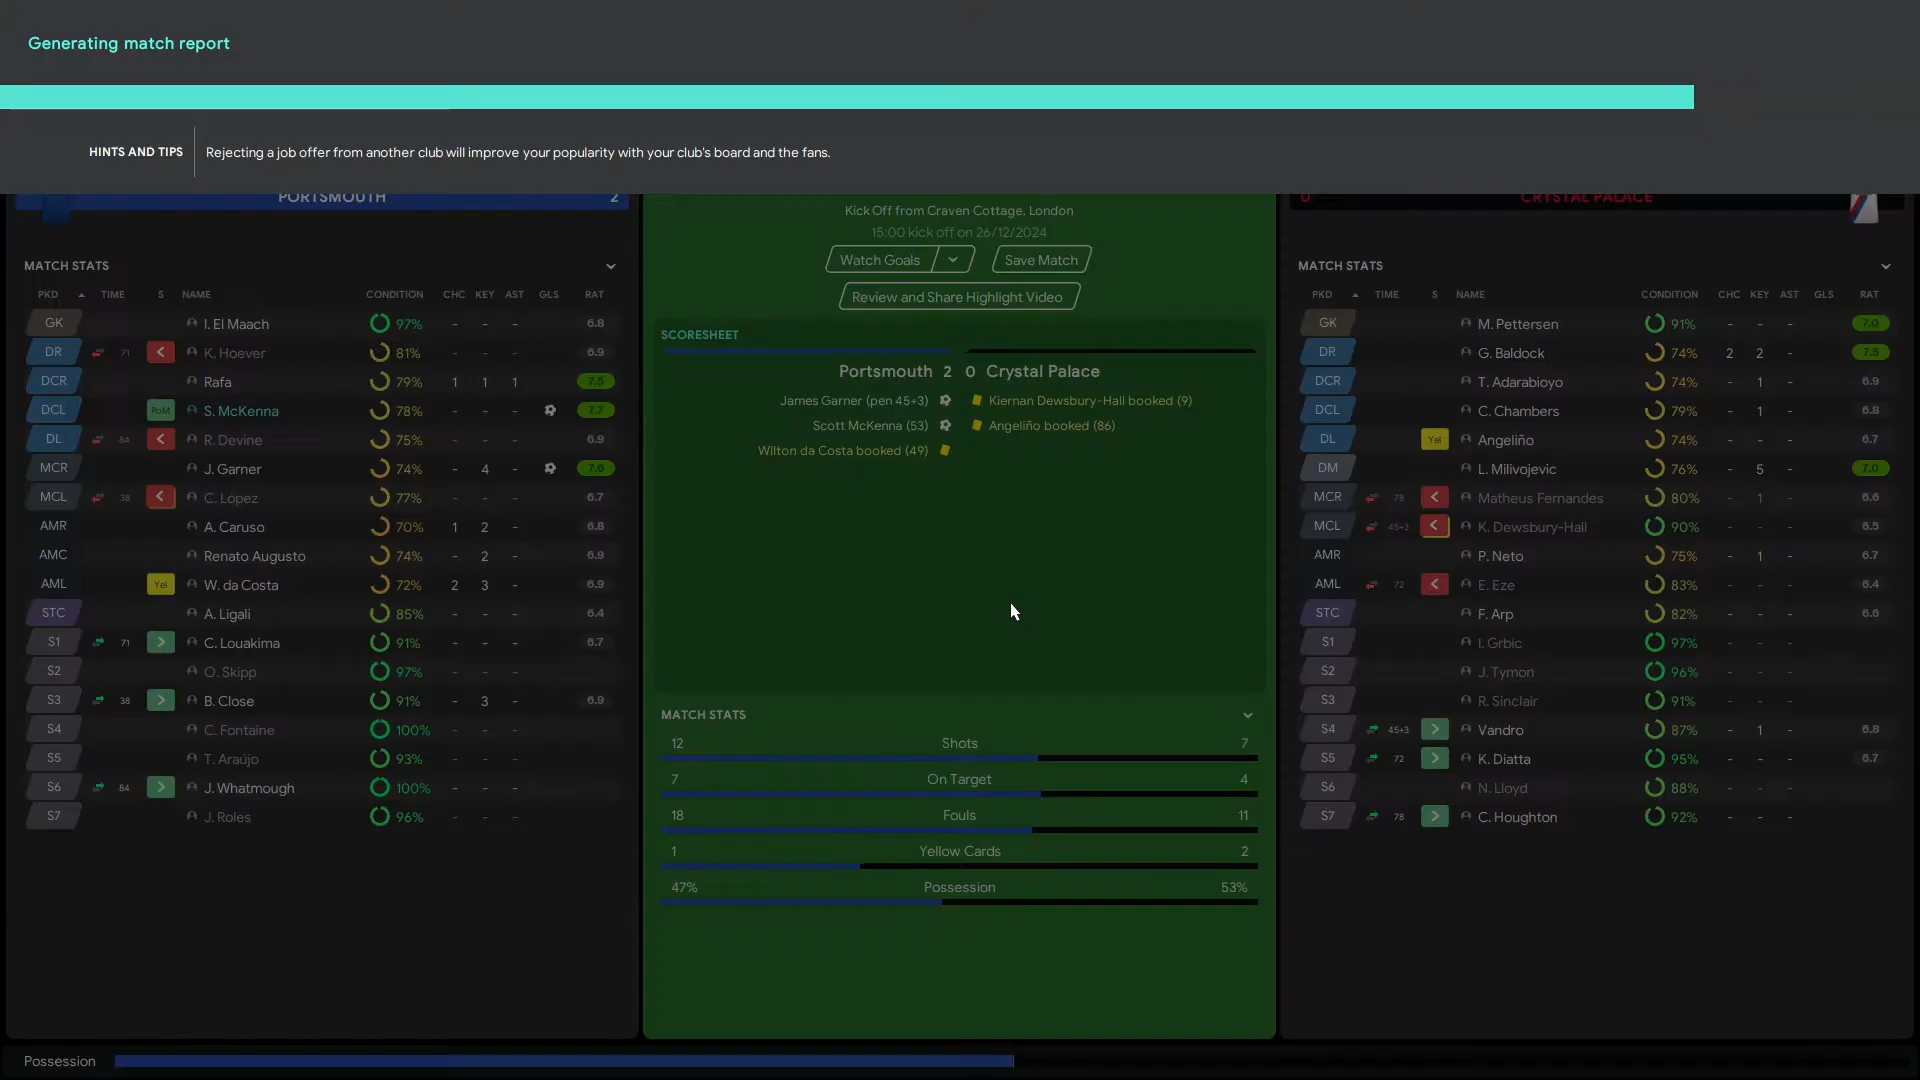 Generating match report
HINTS AND TIPS Rejecting a job offer from another club will improve your popularity with your club's board and the fans.
PORTSMOUTH 2
0 CRYSTAL PALACE
Kick Off from Craven Cottage, London
15:00 kick off on 26/12/2024
Watch Goals
Save Match
Review and Share Highlight Video
MATCH STATS
PKD TIME S NAME CONDITION CHC KEY AST GLS RAT
GK I. El Maach 97% - - - 6.8
DR 71 K. Hoever 81% - - - 6.9
DCR Rafa 79% 1 1 1 7.5
DCL PoM S. McKenna 78% - - - 7.7
DL 84 R. Devine 75% - - - 6.9
MCR J. Garner 74% - 4 - 7.6
MCL 38 C. López 77% - - - 6.7
AMR A. Caruso 70% 1 2 - 6.8
AMC Renato Augusto 74% - 2 - 6.9
AML Yel W. da Costa 72% 2 3 - 6.9
STC A. Ligali 85% - - - 6.4
S1 71 C. Louakima 91% - - - 6.7
S2 O. Skipp 97% - - -
S3 38 B. Close 91% - 3 - 6.9
S4 C. Fontaine 100% - - -
S5 T. Araújo 93% - - -
S6 84 J. Whatmough 100% - - -
S7 J. Roles 96% - - -
SCORESHEET
Portsmouth 2 0 Crystal Palace
James Garner (pen 45+3) Kiernan Dewsbury-Hall booked (9)
Scott McKenna (53) Angeliño booked (86)
Wilton da Costa booked (49)
MATCH STATS
12 Shots 7
7 On Target 4
18 Fouls 11
1 Yellow Cards 2
47% Possession 53%
MATCH STATS
PKD TIME S NAME CONDITION CHC KEY AST GLS RAT
GK M. Pettersen 91% - - - 7.0
DR G. Baldock 74% 2 2 - 7.5
DCR T. Adarabioyo 74% - 1 - 6.9
DCL C. Chambers 79% - 1 - 6.8
DL Yel Angeliño 74% - - - 6.7
DM L. Milivojevic 76% - 5 - 7.0
MCR 78 Matheus Fernandes 80% - 1 - 6.6
MCL 45+3 K. Dewsbury-Hall 90% - - - 6.5
AMR P. Neto 75% - 1 - 6.7
AML 72 E. Eze 83% - - - 6.4
STC F. Arp 82% - - - 6.6
S1 I. Grbic 97% - - -
S2 J. Tymon 96% - - -
S3 R. Sinclair 91% - - -
S4 45+3 Vandro 87% - 1 - 6.8
S5 72 K. Diatta 95% - - - 6.7
S6 N. Lloyd 88% - - -
S7 78 C. Houghton 92% - - -
Possession